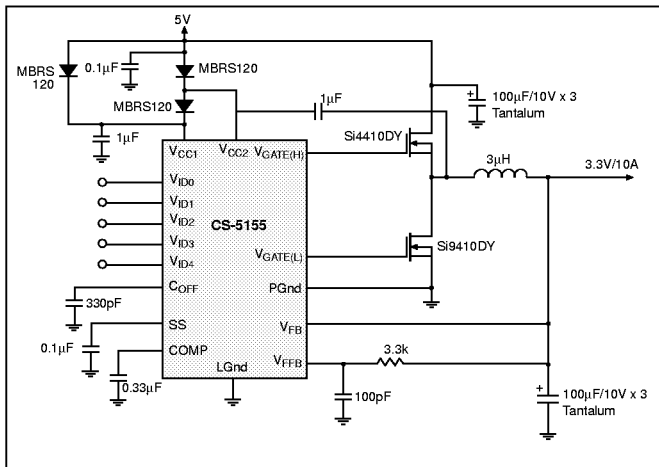 5V
MBRS
120
0.1µF
MBRS120
MBRS120
1µF
1µF
100µF/10V x 3
Tantalum
Si4410DY
3µH
3.3V/10A
VCC1
VCC2
VGATE(H)
VID0
VID1
VID2
VID3
VID4
CS-5155
VGATE(L)
Si9410DY
COFF
PGnd
330pF
SS
VFB
0.1µF
COMP
VFFB
3.3k
LGnd
0.33µF
100pF
100µF/10V x 3
Tantalum
+
+